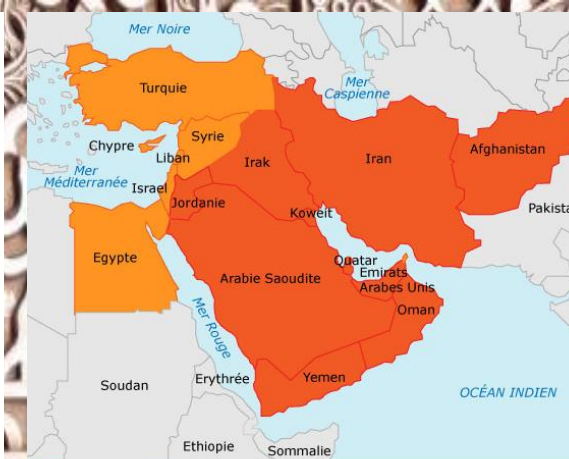 Mer Noire
Turquie
Mer
Caspienne
Chypre
Syrie
Liban
Mer
Méditerranée
Irak
Iran
Afghanistan
Israel
Jordanie
Koweit
Pakista
Egypte
Arabie Saoudite
Quatar
Emirats
Arabes Unis
Oman
Mer Rouge
Soudan
Erythrée
Yemen
OCÉAN INDIEN
Ethiopie
Sommalie